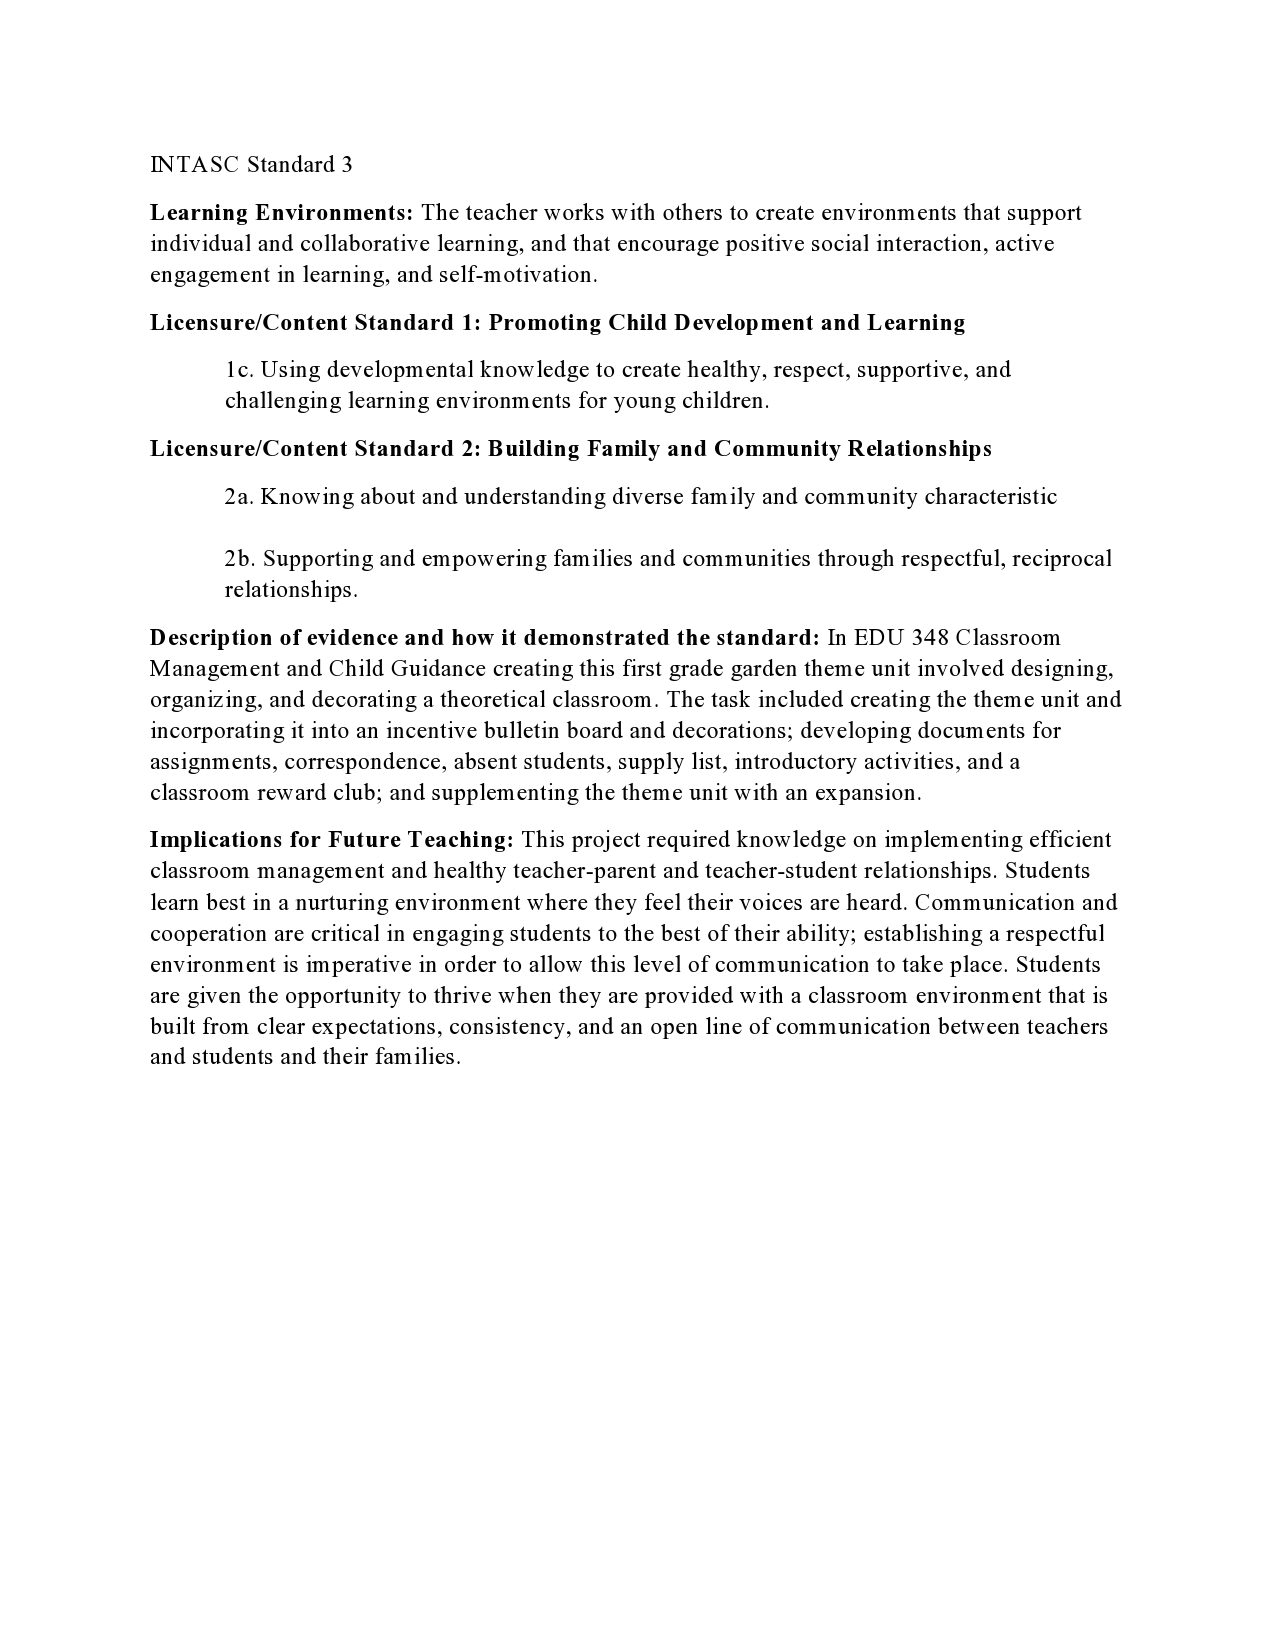 INTASC Standard 3
Learning Environments: The teacher works with others to create environments that support
individual and collaborative learning, and that encourage positive social interaction, active
engagement in learning, and self-motivation.
Licensure/Content Standard 1: Promoting Child Development and Learning
1c. Using developmental knowledge to create healthy, respect, supportive, and
challenging learning environments for young children.
Licensure/Content Standard 2: Building Family and Community Relationships
2a. Knowing about and understanding diverse family and community characteristic
2b. Supporting and empowering families and communities through respectful, reciprocal
relationships.
Description of evidence and how it demonstrated the standard: In EDU 348 Classroom
Management and Child Guidance creating this first grade garden theme unit involved designing,
organizing, and decorating a theoretical classroom. The task included creating the theme unit and
incorporating it into an incentive bulletin board and decorations; developing documents for
assignments, correspondence, absent students, supply list, introductory activities, and a
classroom reward club; and supplementing the theme unit with an expansion.
Implications for Future Teaching: This project required knowledge on implementing efficient
classroom management and healthy teacher-parent and teacher-student relationships. Students
learn best in a nurturing environment where they feel their voices are heard. Communication and
cooperation are critical in engaging students to the best of their ability; establishing a respectful
environment is imperative in order to allow this level of communication to take place. Students
are given the opportunity to thrive when they are provided with a classroom environment that is
built from clear expectations, consistency, and an open line of communication between teachers
and students and their families.